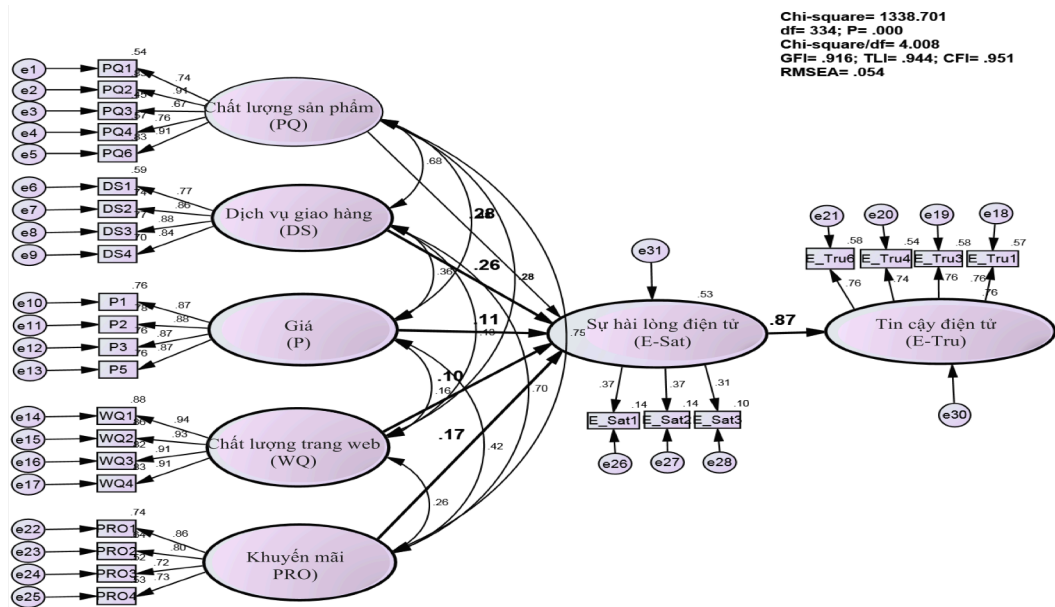 Chi-square= 1338.701
df= 334; P= .000
Chi-square/df= 4.008
GFI= .916; TLI= .944; CFI= .951
RMSEA= .054
e1 PQ1 .54 .74
e2 PQ2 .91
e3 PQ3 .67
e4 PQ4 .76
e5 PQ6 .91
Chất lượng sản phẩm
(PQ)
e6 DS1 .59 .77
e7 DS2 .86
e8 DS3 .88
e9 DS4 .84
Dịch vụ giao hàng
(DS)
e10 P1 .76 .87
e11 P2 .88
e12 P3 .87
e13 P5 .87
Giá
(P)
e14 WQ1 .88 .94
e15 WQ2 .93
e16 WQ3 .91
e17 WQ4 .91
Chất lượng trang web
(WQ)
e22 PRO1 .74 .86
e23 PRO2 .80
e24 PRO3 .72
e25 PRO4 .73
Khuyến mãi
PRO)
.68
.28
.36
.26
.28
.11
.10
.16
.17
.42
.26
.70
.75
e31
.53
Sự hài lòng điện tử
(E-Sat)
.37 .37 .31
.14 .14 .10
E_Sat1 E_Sat2 E_Sat3
e26 e27 e28
.87
e21 e20 e19 e18
.58 .54 .58 .57
E_Tru6 E_Tru4 E_Tru3 E_Tru1
.76 .74 .76 .76
Tin cậy điện tử
(E-Tru)
e30